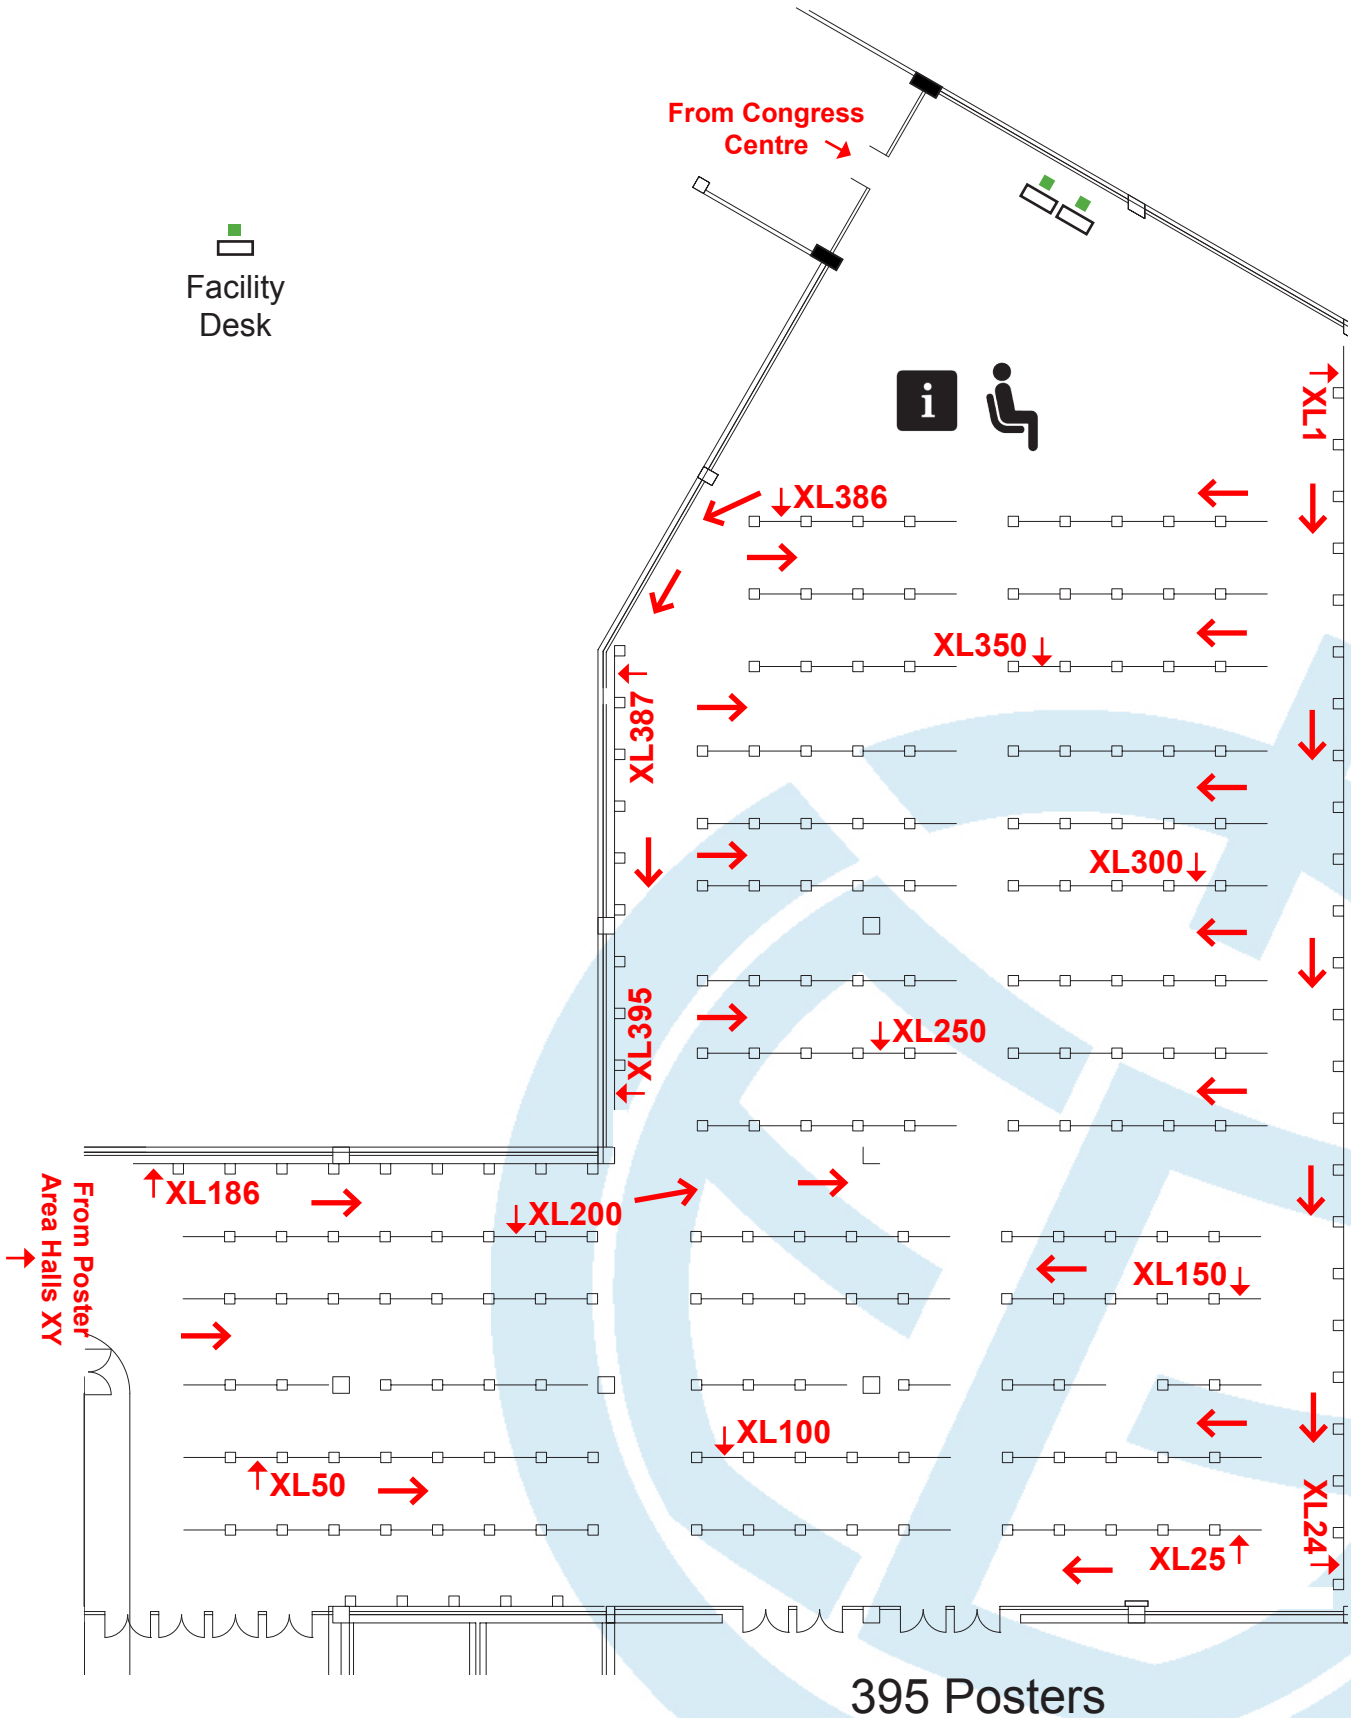 From Congress
Centre
Facility
Desk
i
XL1
XL386
XL350
XL387
XL300
XL395
XL250
XL186
XL200
From Poster
Area Halls XY
XL150
XL100
XL50
XL24
XL25
395 Posters